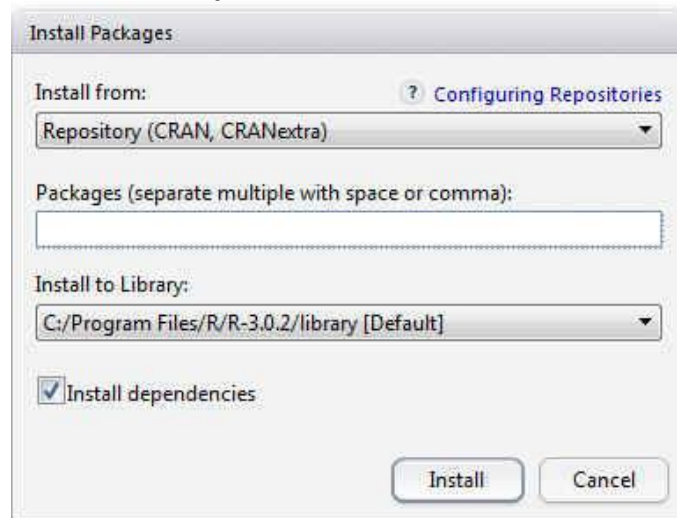 Install Packages
Install from:
? Configuring Repositories
Repository (CRAN, CRANextra)
Packages (separate multiple with space or comma):
Install to Library:
C:/Program Files/R/R-3.0.2/library [Default]
Install dependencies
Install
Cancel